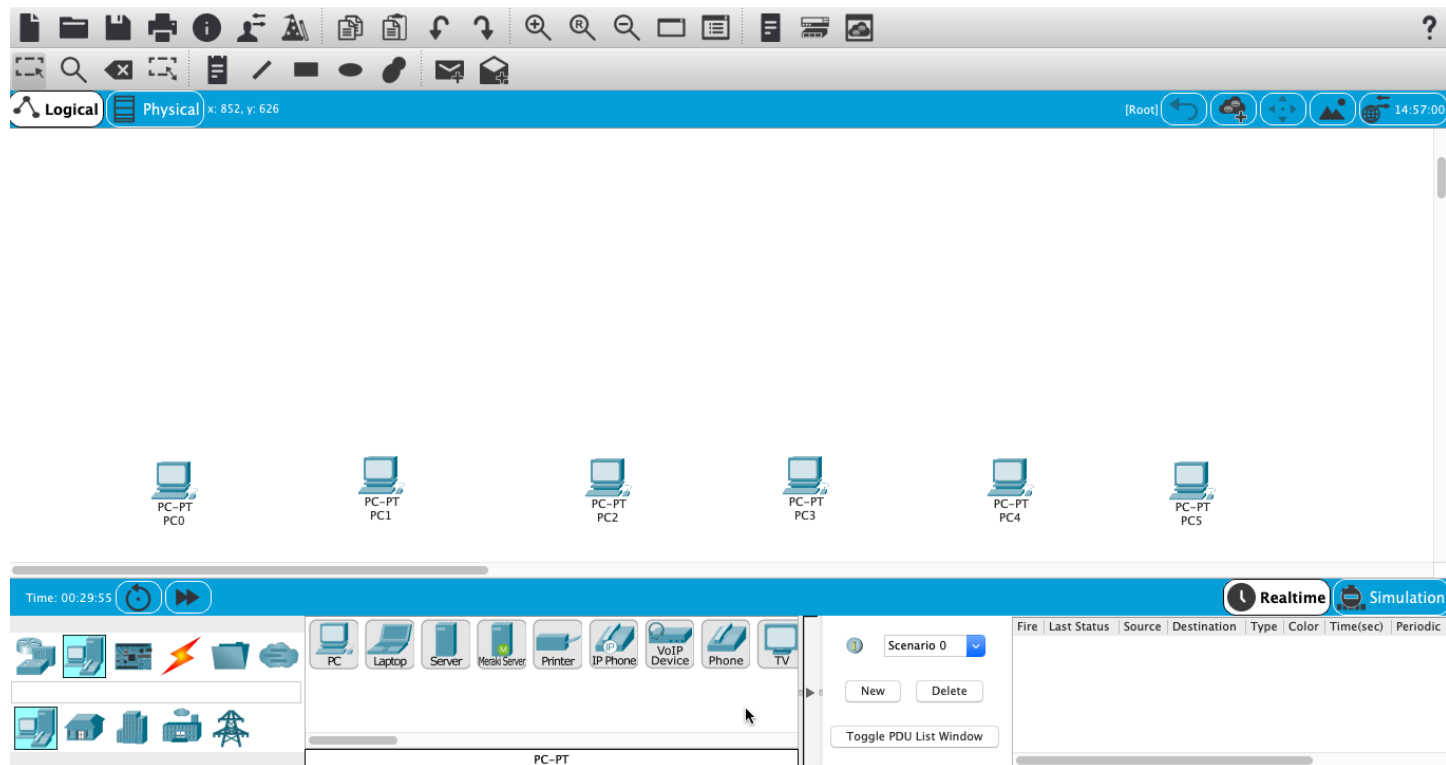 ?
Logical
Physical
x: 852, y: 626
[Root]
14:57:00
PC-PT
PC0
PC-PT
PC1
PC-PT
PC2
PC-PT
PC3
PC-PT
PC4
PC-PT
PC5
Time: 00:29:55
Realtime
Simulation
PC
Laptop
Server
Meraki Server
Printer
IP Phone
VoIP
Device
Phone
TV
PC-PT
Scenario 0
New
Delete
Toggle PDU List Window
Fire Last Status Source Destination Type Color Time(sec) Periodic